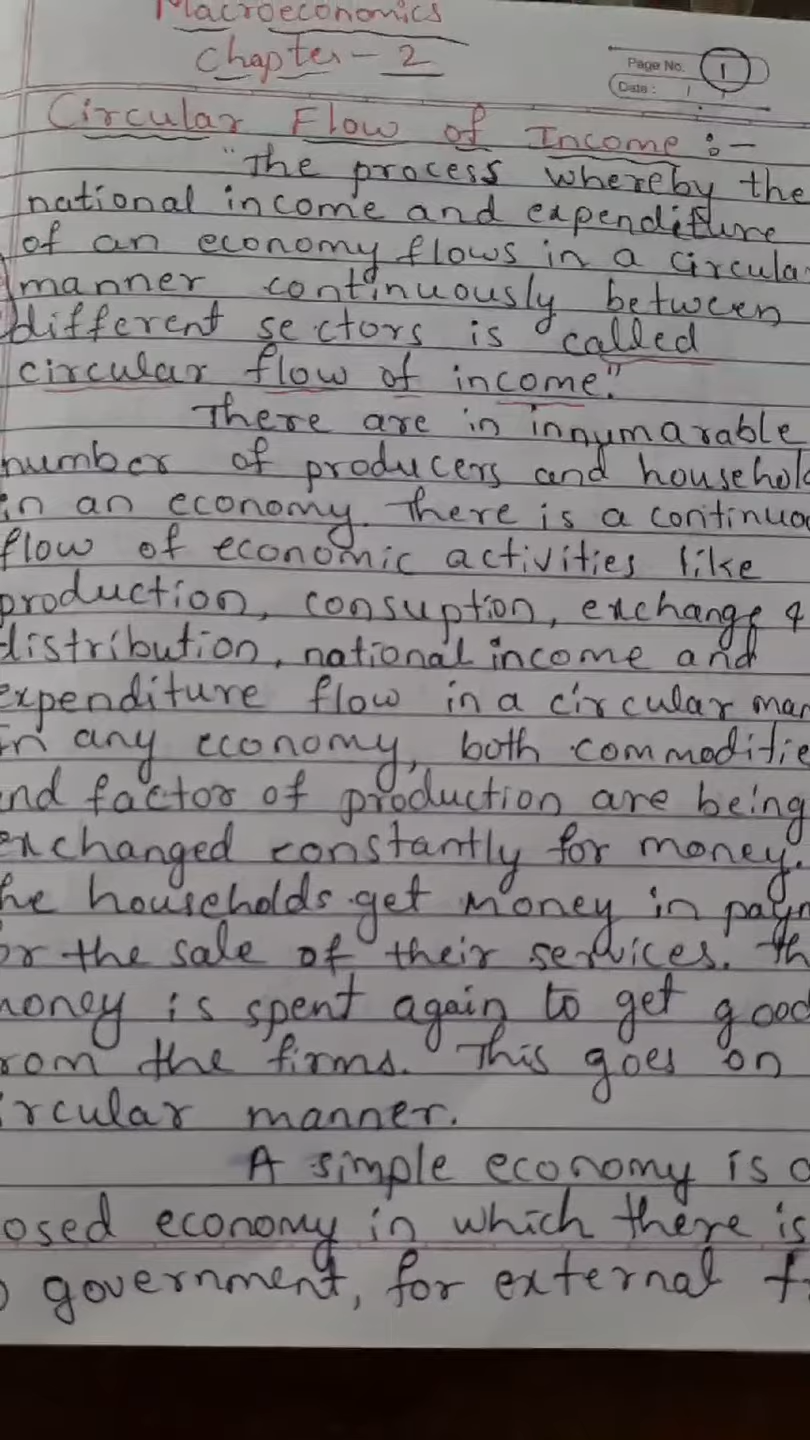 Macroeconomics
Chapter - 2
Page No. 1
Date :
Circular Flow of Income :-
"The process whereby the
national income and expenditure
of an economy flows in a circula
manner continuously between
different sectors is called
circular flow of income."
There are in innumarable
number of producers and househol
in an economy. There is a continuo
flow of economic activities like
production, consuption, exchange &
distribution, national income and
expenditure flow in a circular man
in any economy, both commoditie
nd factor of production are being
exchanged constantly for money.
he households get money in paym
or the sale of their services. Th
oney is spent again to get good
rom the firms. This goes on
ircular manner.
A simple economy is a
osed economy in which there is
o government, for external t